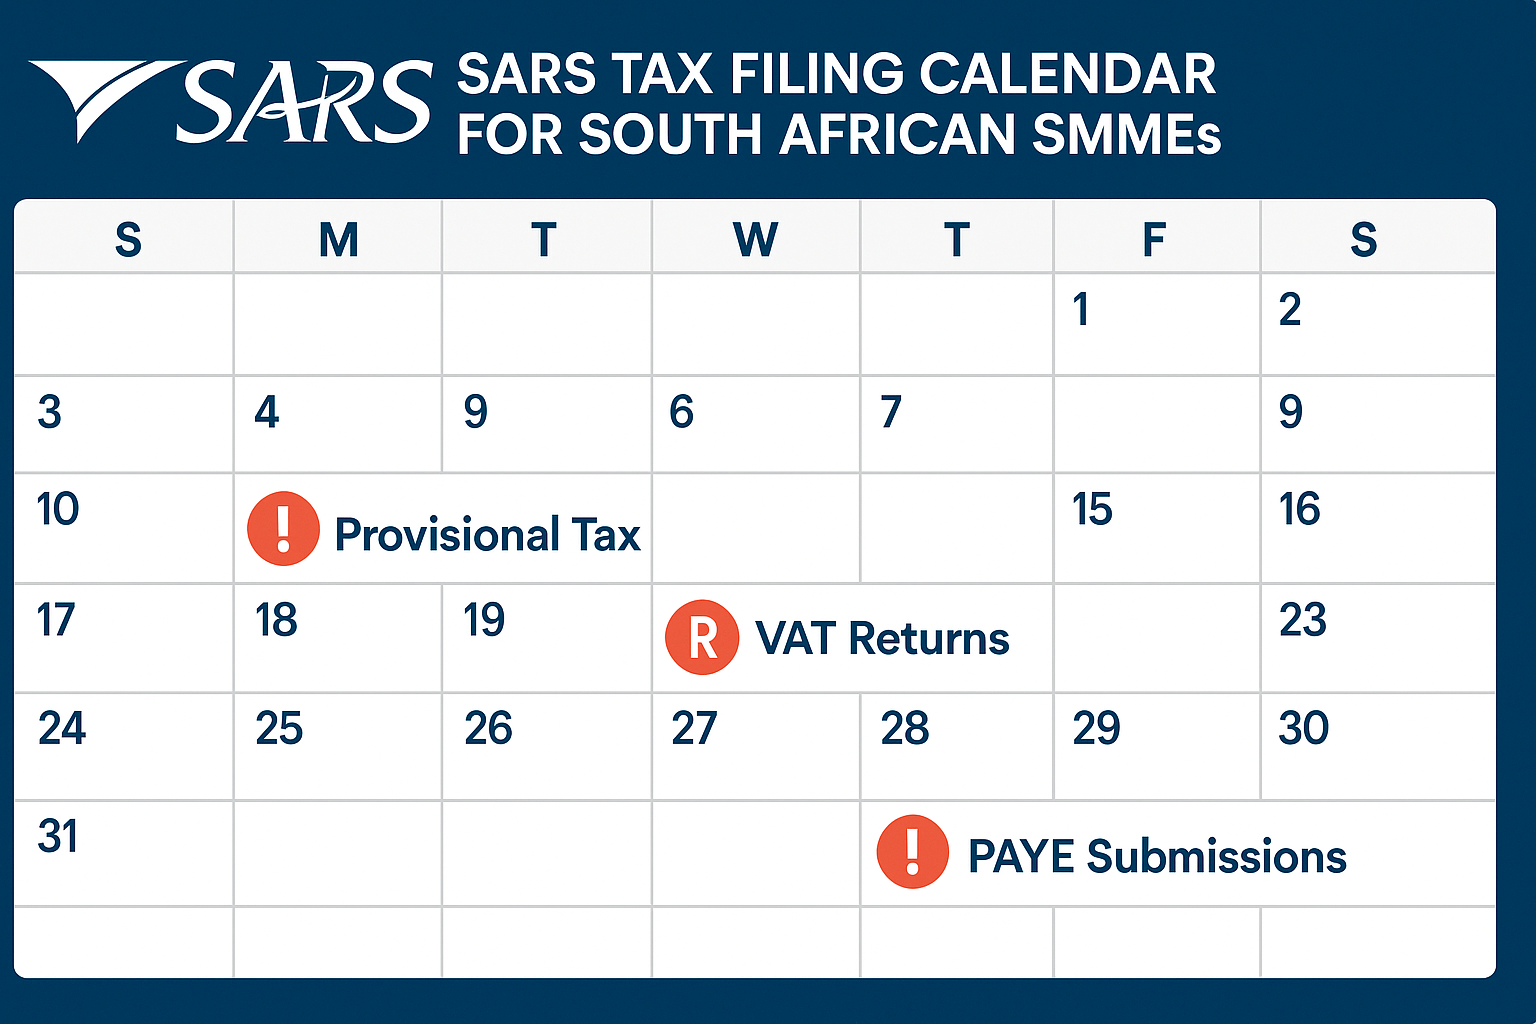 SARS
SARS TAX FILING CALENDAR
FOR SOUTH AFRICAN SMMEs
S M T W T F S
1 2
3 4 9 6 7 9
10 ! Provisional Tax 15 16
17 18 19 R VAT Returns 23
24 25 26 27 28 29 30
31 ! PAYE Submissions